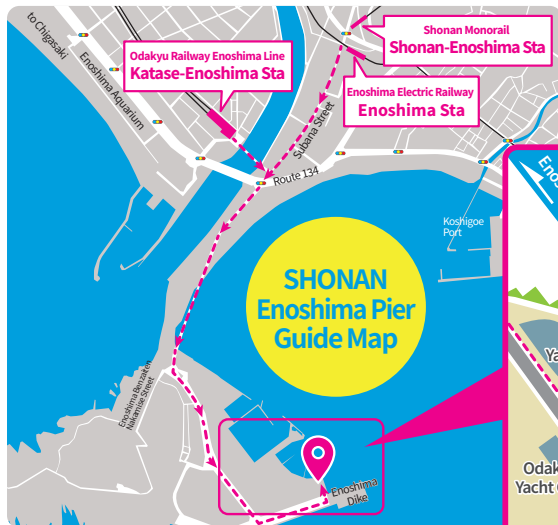 to Chigasaki
Enoshima Aquarium
Odakyu Railway Enoshima Line
Katase-Enoshima Sta
Shonan Monorail
Shonan-Enoshima Sta
Enoshima Electric Railway
Enoshima Sta
Subana Street
Route 134
Koshigoe
Port
SHONAN
Enoshima Pier
Guide Map
Enoshima Benzaiten
Nakamise Street
Enoshima
Dike
Eno
Ya
Odak
Yacht